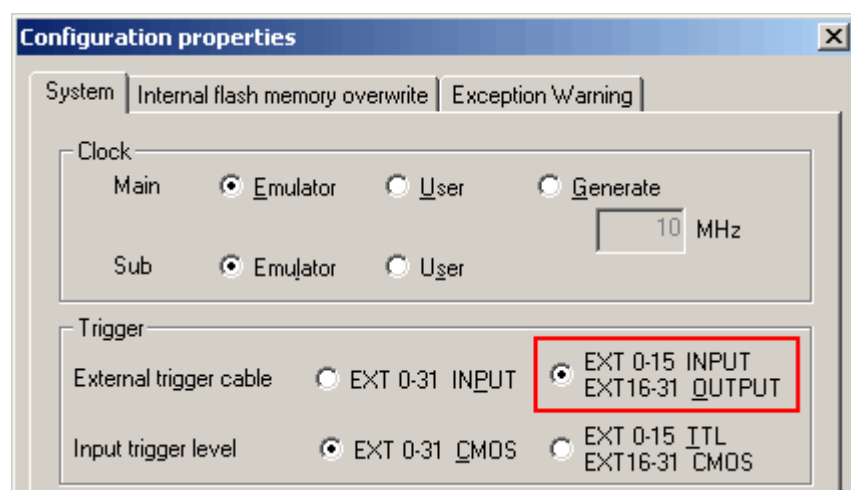 Configuration properties
System Internal flash memory overwrite Exception Warning
Clock
Main Emulator User Generate
10 MHz
Sub Emulator User
Trigger
External trigger cable EXT 0-31 INPUT EXT 0-15 INPUT
EXT16-31 OUTPUT
Input trigger level EXT 0-31 CMOS EXT 0-15 TTL
EXT16-31 CMOS